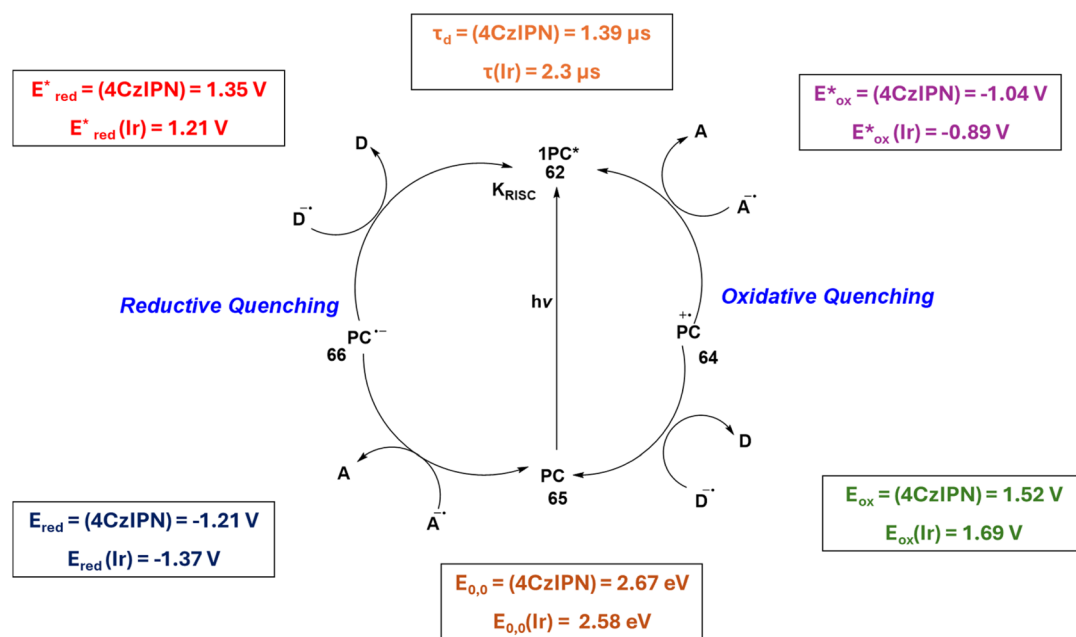 τd = (4CzIPN) = 1.39 µs
τ(Ir) = 2.3 µs
E* red = (4CzIPN) = 1.35 V
E* red (Ir) = 1.21 V
E*ox = (4CzIPN) = -1.04 V
E*ox (Ir) = -0.89 V
D
A
1PC*
62
KRISC
D−•
A−•
Reductive Quenching
hv
Oxidative Quenching
PC•−
66
+•
PC
64
A
A−•
PC
65
D
D−•
Ered = (4CzIPN) = -1.21 V
Ered (Ir) = -1.37 V
Eox = (4CzIPN) = 1.52 V
Eox(Ir) = 1.69 V
E0,0 = (4CzIPN) = 2.67 eV
E0,0(Ir) = 2.58 eV